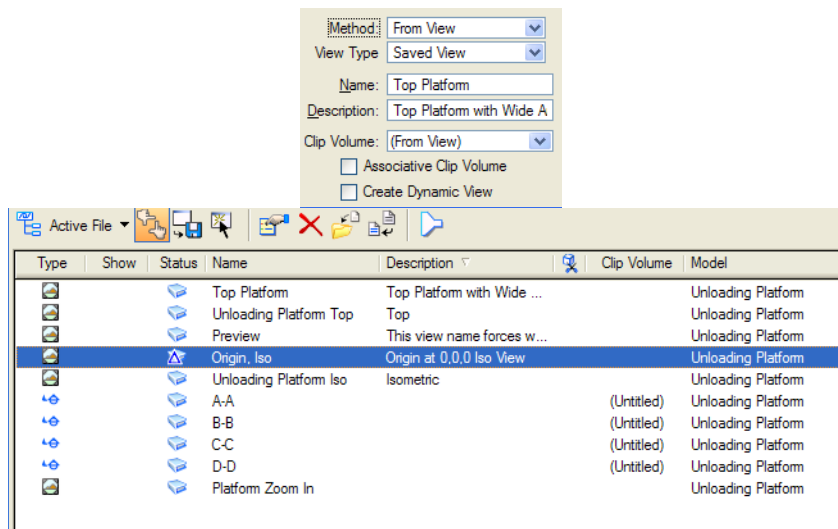 Method: From View
View Type Saved View
Name: Top Platform
Description: Top Platform with Wide A
Clip Volume: (From View)
Associative Clip Volume
Create Dynamic View
Active File
Type Show Status Name Description Clip Volume Model
Top Platform Top Platform with Wide ... Unloading Platform
Unloading Platform Top Top Unloading Platform
Preview This view name forces w... Unloading Platform
Origin, Iso Origin at 0,0,0 Iso View Unloading Platform
Unloading Platform Iso Isometric Unloading Platform
A-A (Untitled) Unloading Platform
B-B (Untitled) Unloading Platform
C-C (Untitled) Unloading Platform
D-D (Untitled) Unloading Platform
Platform Zoom In Unloading Platform